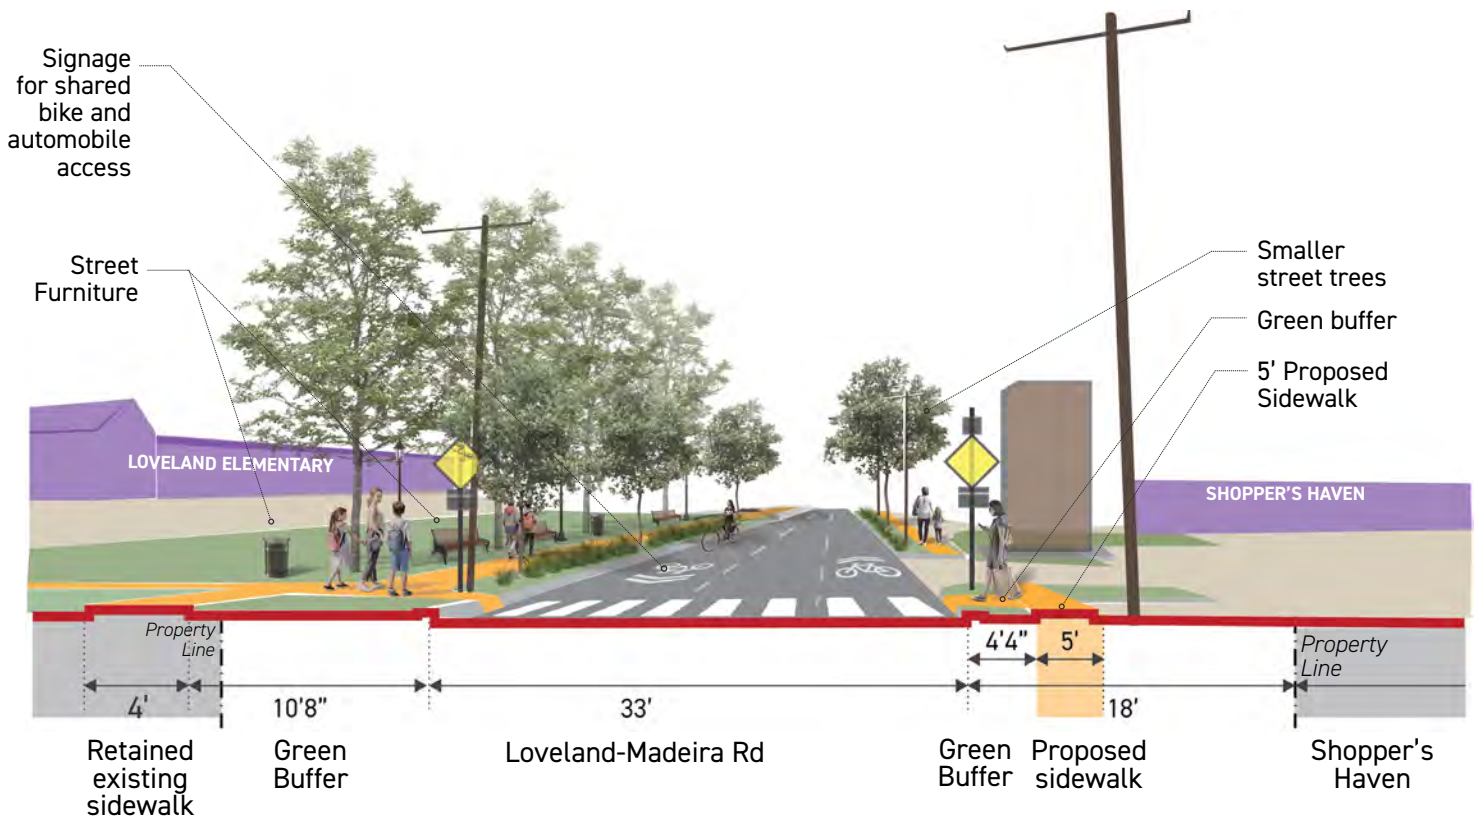 Signage
for shared
bike and
automobile
access
Street
Furniture
Smaller
street trees
Green buffer
5' Proposed
Sidewalk
LOVELAND ELEMENTARY
SHOPPER'S HAVEN
Property
Line
4'4"
5'
Property
Line
4'
10'8"
33'
18'
Retained
existing
sidewalk
Green
Buffer
Loveland-Madeira Rd
Green
Buffer
Proposed
sidewalk
Shopper's
Haven